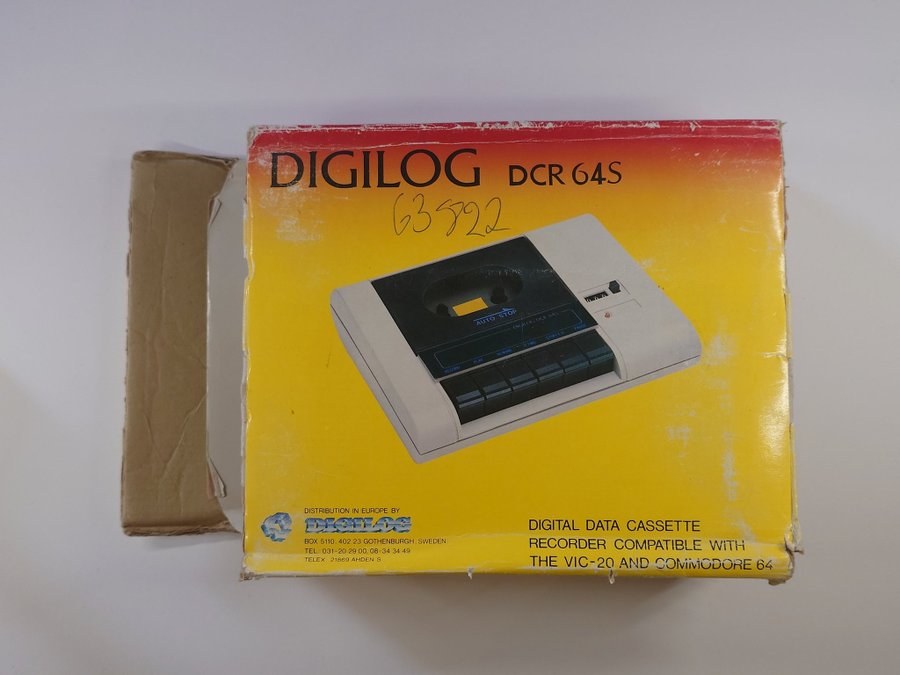 DIGILOG DCR 64S
63822
AUTO STOP
DISTRIBUTION IN EUROPE BY
DIGILOG
BOX 5110. 402 23 GOTHENBURGH. SWEDEN
TEL: 031-20 29 00, 08-34 34 49
TELEX: 21869 AHDEN S
DIGITAL DATA CASSETTE
RECORDER COMPATIBLE WITH
THE VIC-20 AND COMMODORE 64